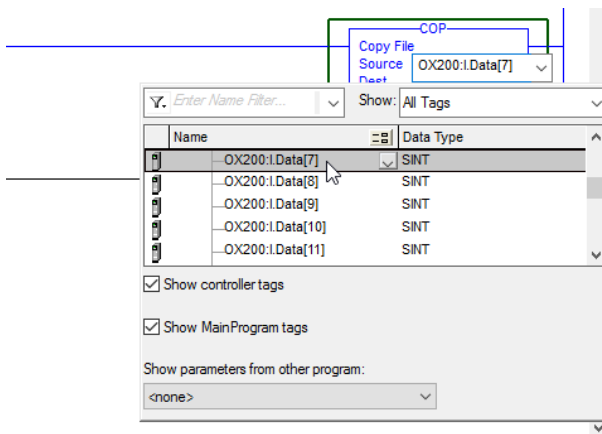 COP
Copy File
Source OX200:I.Data[7]
Dest
Enter Name Filter... Show: All Tags
Name Data Type
OX200:I.Data[7] SINT
OX200:I.Data[8] SINT
OX200:I.Data[9] SINT
OX200:I.Data[10] SINT
OX200:I.Data[11] SINT
Show controller tags
Show MainProgram tags
Show parameters from other program:
<none>